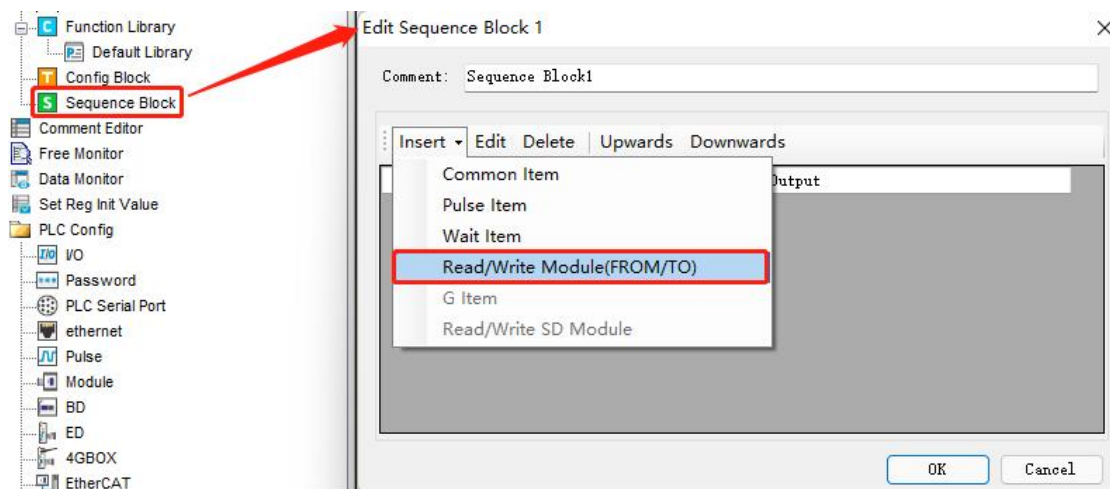 Function Library
Default Library
Config Block
Sequence Block
Comment Editor
Free Monitor
Data Monitor
Set Reg Init Value
PLC Config
I/O
Password
PLC Serial Port
ethernet
Pulse
Module
BD
ED
4GBOX
EtherCAT
Edit Sequence Block 1
Comment: Sequence Block1
Insert Edit Delete Upwards Downwards
Output
Common Item
Pulse Item
Wait Item
Read/Write Module(FROM/TO)
G Item
Read/Write SD Module
OK Cancel